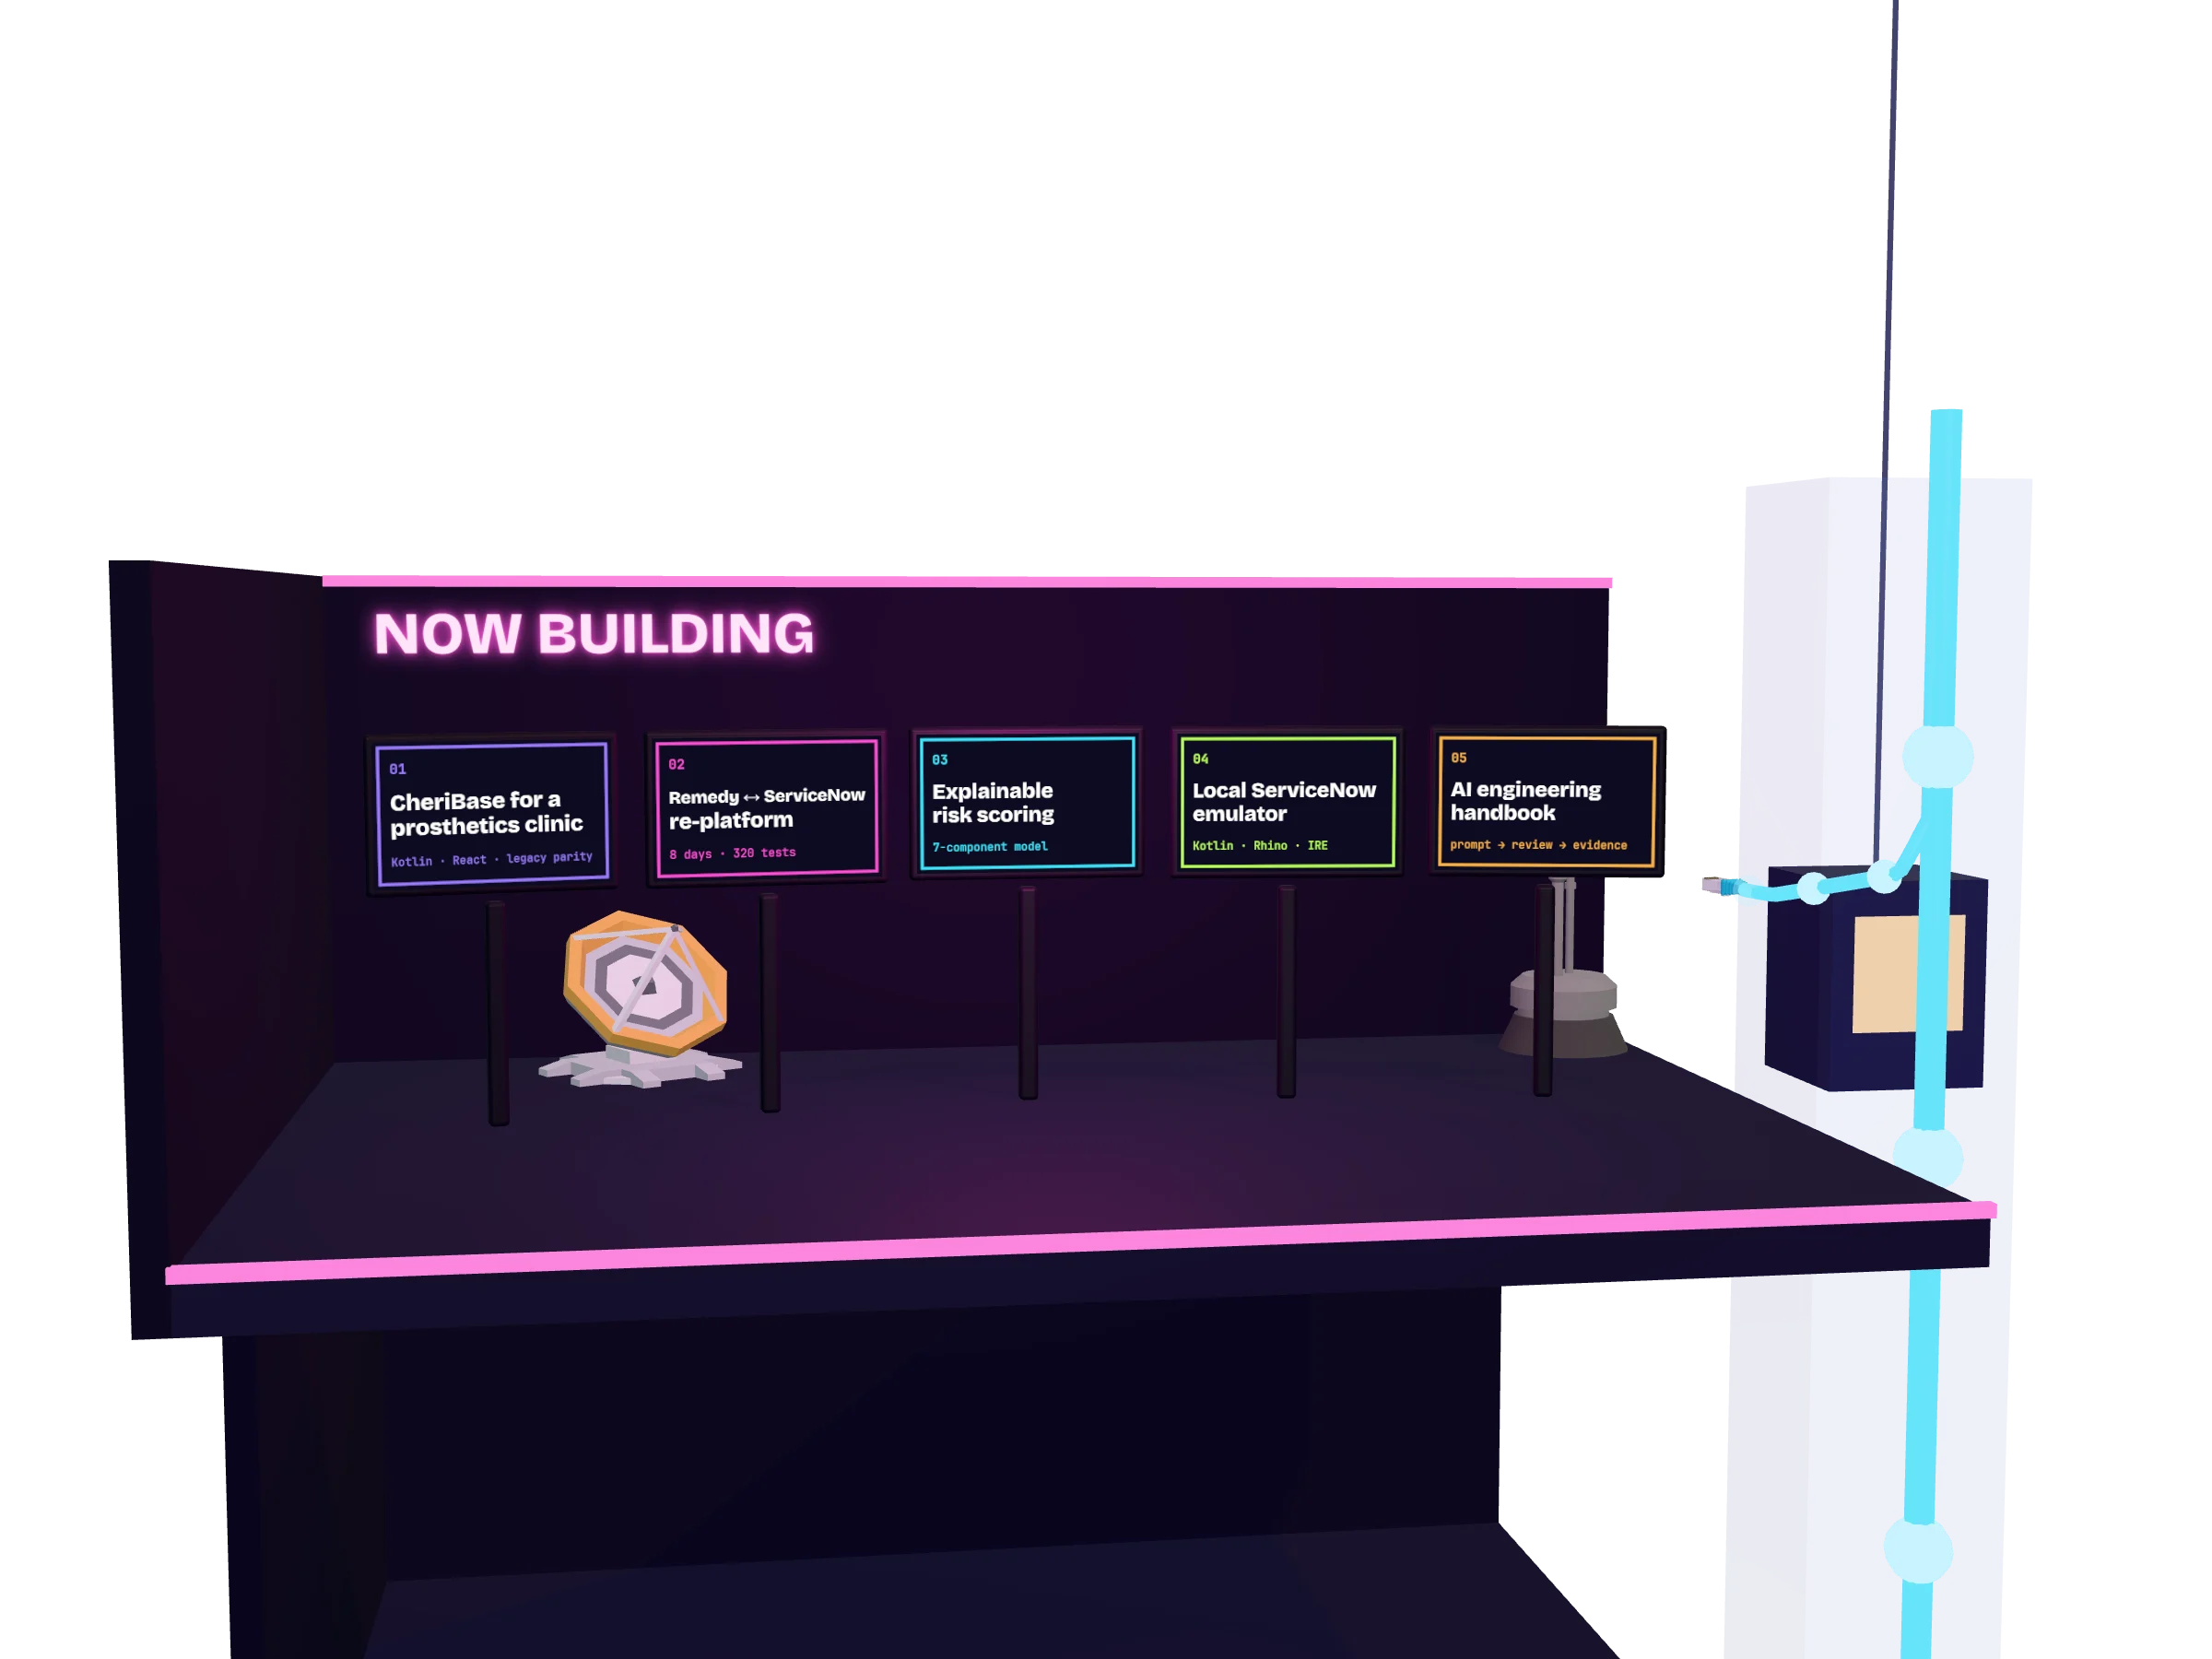 NOW BUILDING
01
CheriBase for a
prosthetics clinic
Kotlin · React · legacy parity
02
Remedy ↔ ServiceNow
re-platform
8 days · 320 tests
03
Explainable
risk scoring
7-component model
04
Local ServiceNow
emulator
Kotlin · Rhino · IRE
05
AI engineering
handbook
prompt → review → evidence